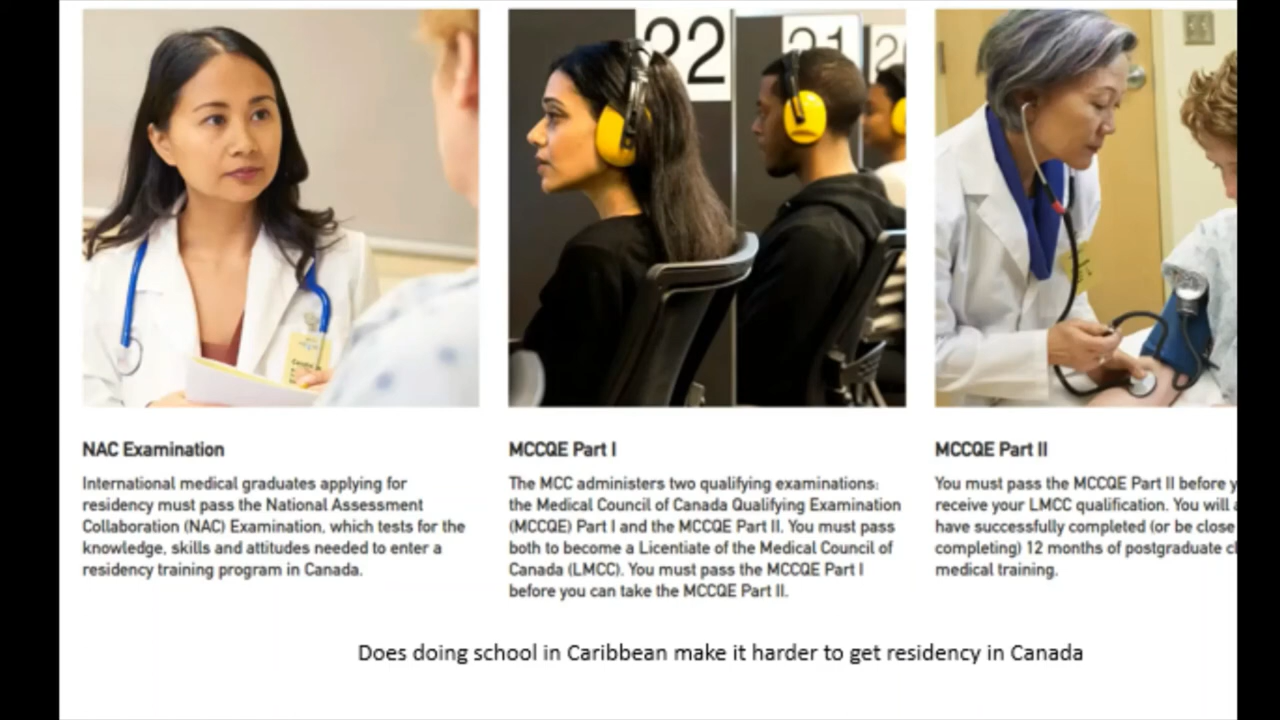 22
21
20
NAC Examination
International medical graduates applying for
residency must pass the National Assessment
Collaboration (NAC) Examination, which tests for the
knowledge, skills and attitudes needed to enter a
residency training program in Canada.
MCCQE Part I
The MCC administers two qualifying examinations:
the Medical Council of Canada Qualifying Examination
(MCCQE) Part I and the MCCQE Part II. You must pass
both to become a Licentiate of the Medical Council of
Canada (LMCC). You must pass the MCCQE Part I
before you can take the MCCQE Part II.
MCCQE Part II
You must pass the MCCQE Part II before y
receive your LMCC qualification. You will a
have successfully completed (or be close
completing) 12 months of postgraduate cl
medical training.
Does doing school in Caribbean make it harder to get residency in Canada